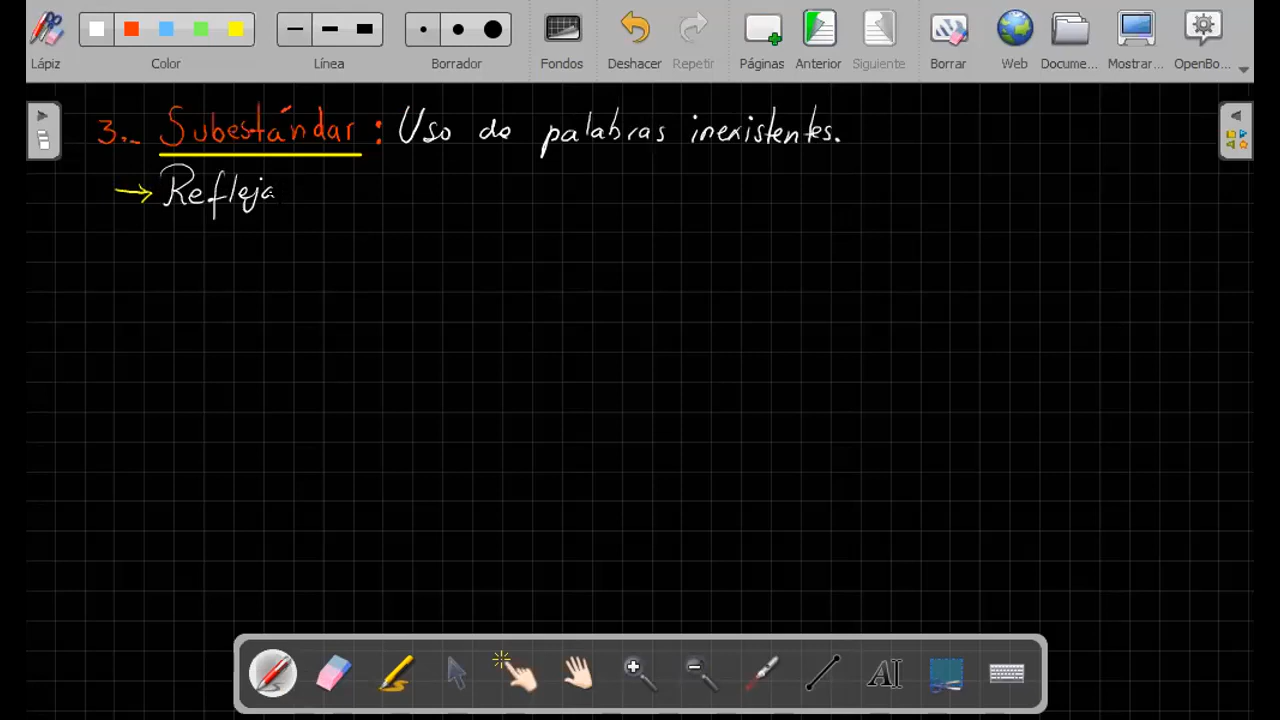 Lápiz Color Línea Borrador Fondos Deshacer Repetir Páginas Anterior Siguiente Borrar Web Docume... Mostrar... OpenBo...
3._ Subestándar : Uso de palabras inexistentes.
→ Refleja
AI